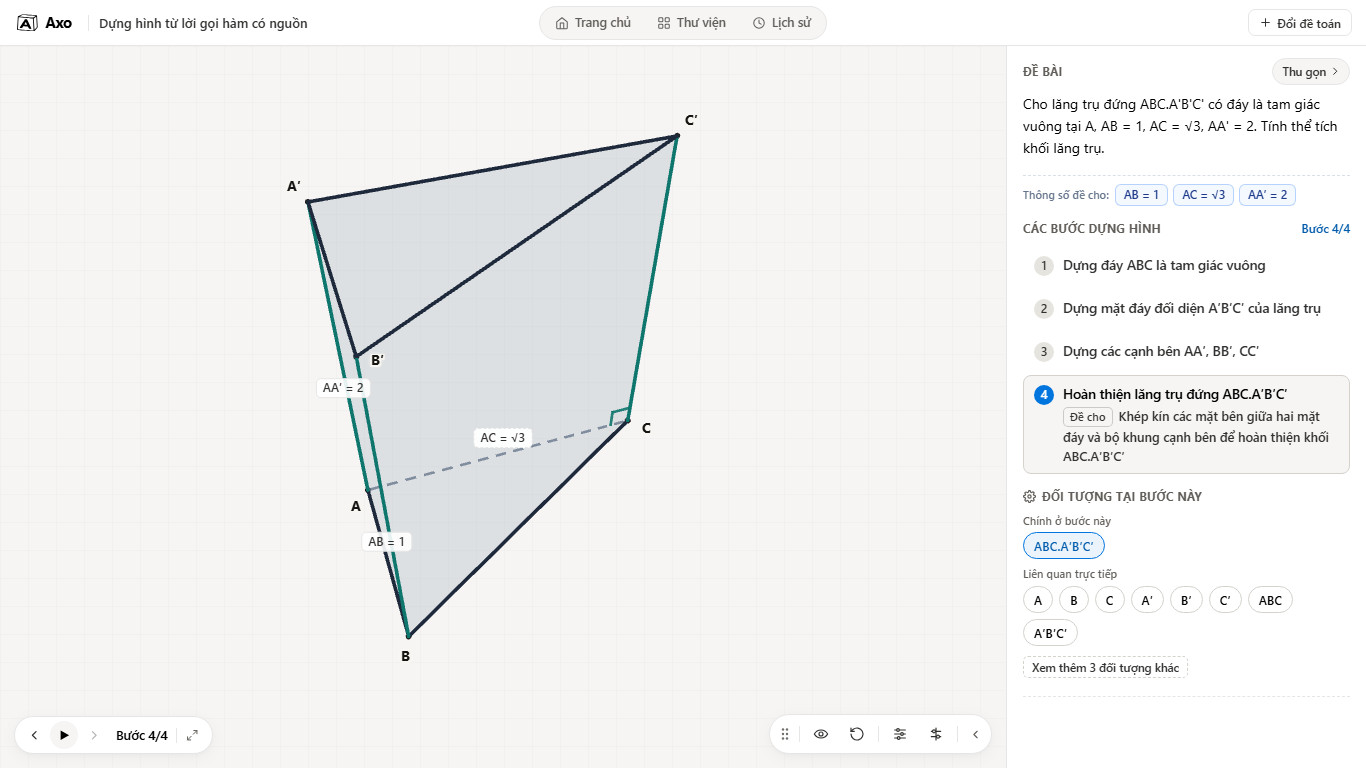 Axo
Dựng hình từ lời gọi hàm có nguồn
Trang chủ
Thư viện
Lịch sử
Đổi đề toán
C′
A′
B′
AA′ = 2
AC = √3
C
A
AB = 1
B
Bước 4/4
ĐỀ BÀI
Thu gọn
Cho lăng trụ đứng ABC.A'B'C' có đáy là tam giác
vuông tại A, AB = 1, AC = √3, AA' = 2. Tính thể tích
khối lăng trụ.
Thông số đề cho: AB = 1 AC = √3 AA′ = 2
CÁC BƯỚC DỰNG HÌNH
Bước 4/4
1 Dựng đáy ABC là tam giác vuông
2 Dựng mặt đáy đối diện A′B′C′ của lăng trụ
3 Dựng các cạnh bên AA′, BB′, CC′
4 Hoàn thiện lăng trụ đứng ABC.A′B′C′
Đề cho Khép kín các mặt bên giữa hai mặt
đáy và bộ khung cạnh bên để hoàn thiện khối
ABC.A′B′C′
ĐỐI TƯỢNG TẠI BƯỚC NÀY
Chính ở bước này
ABC.A′B′C′
Liên quan trực tiếp
A B C A′ B′ C′ ABC
A′B′C′
Xem thêm 3 đối tượng khác